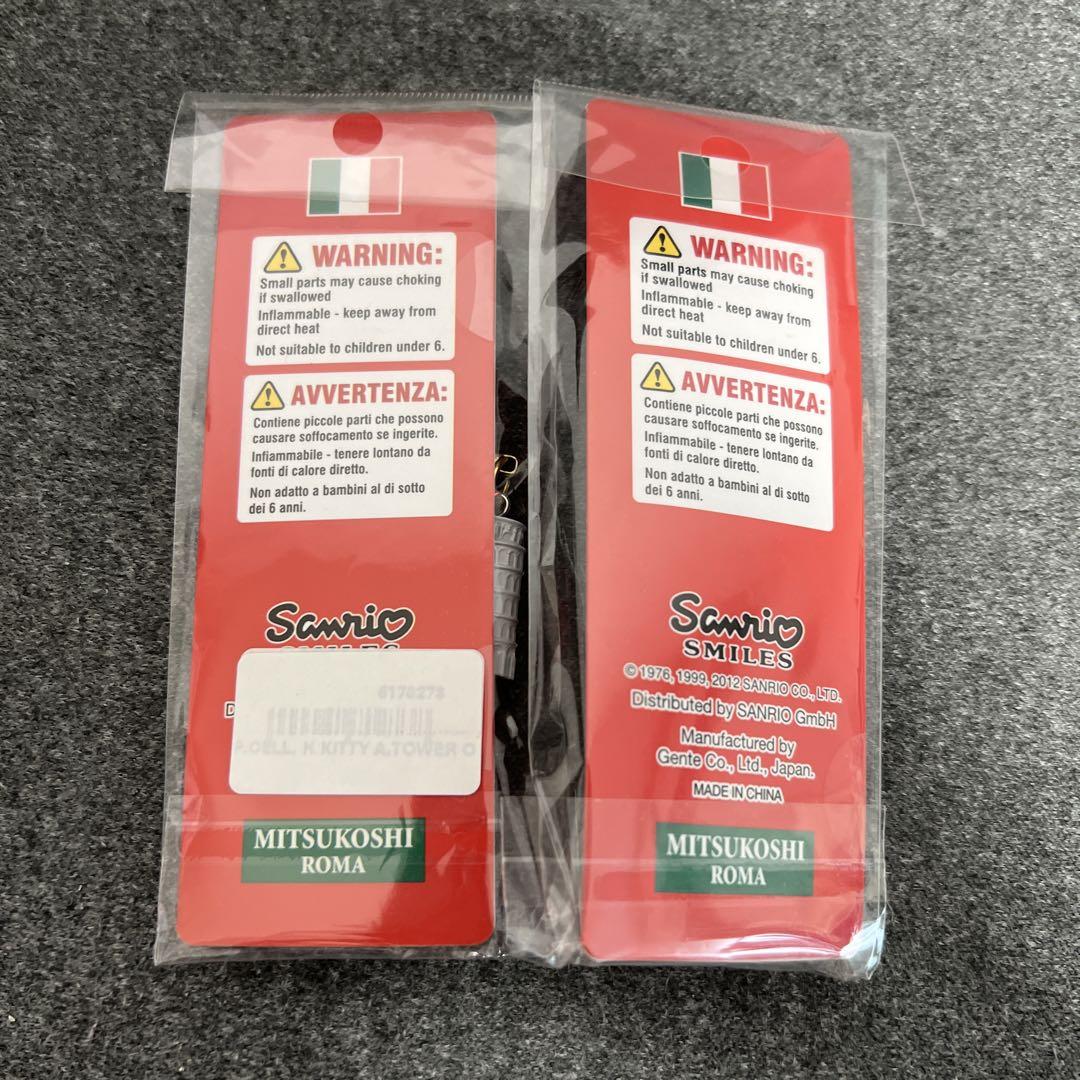 WARNING:
Small parts may cause choking
if swallowed
Inflammable - keep away from
direct heat
Not suitable to children under 6.
AVVERTENZA:
Contiene piccole parti che possono
causare soffocamento se ingerite.
Infiammabile - tenere lontano da
fonti di calore diretto.
Non adatto a bambini al di sotto
dei 6 anni.
Sanrio
SMILES
D
6178273
P.CELL. H.KITTY A.TOWER O
MITSUKOSHI
ROMA
WARNING:
Small parts may cause choking
if swallowed
Inflammable - keep away from
direct heat
Not suitable to children under 6.
AVVERTENZA:
Contiene piccole parti che possono
causare soffocamento se ingerite.
Infiammabile - tenere lontano da
fonti di calore diretto.
Non adatto a bambini al di sotto
dei 6 anni.
Sanrio
SMILES
© 1976, 1999, 2012 SANRIO CO., LTD.
Distributed by SANRIO GmbH
Manufactured by
Gente Co., Ltd., Japan.
MADE IN CHINA
MITSUKOSHI
ROMA